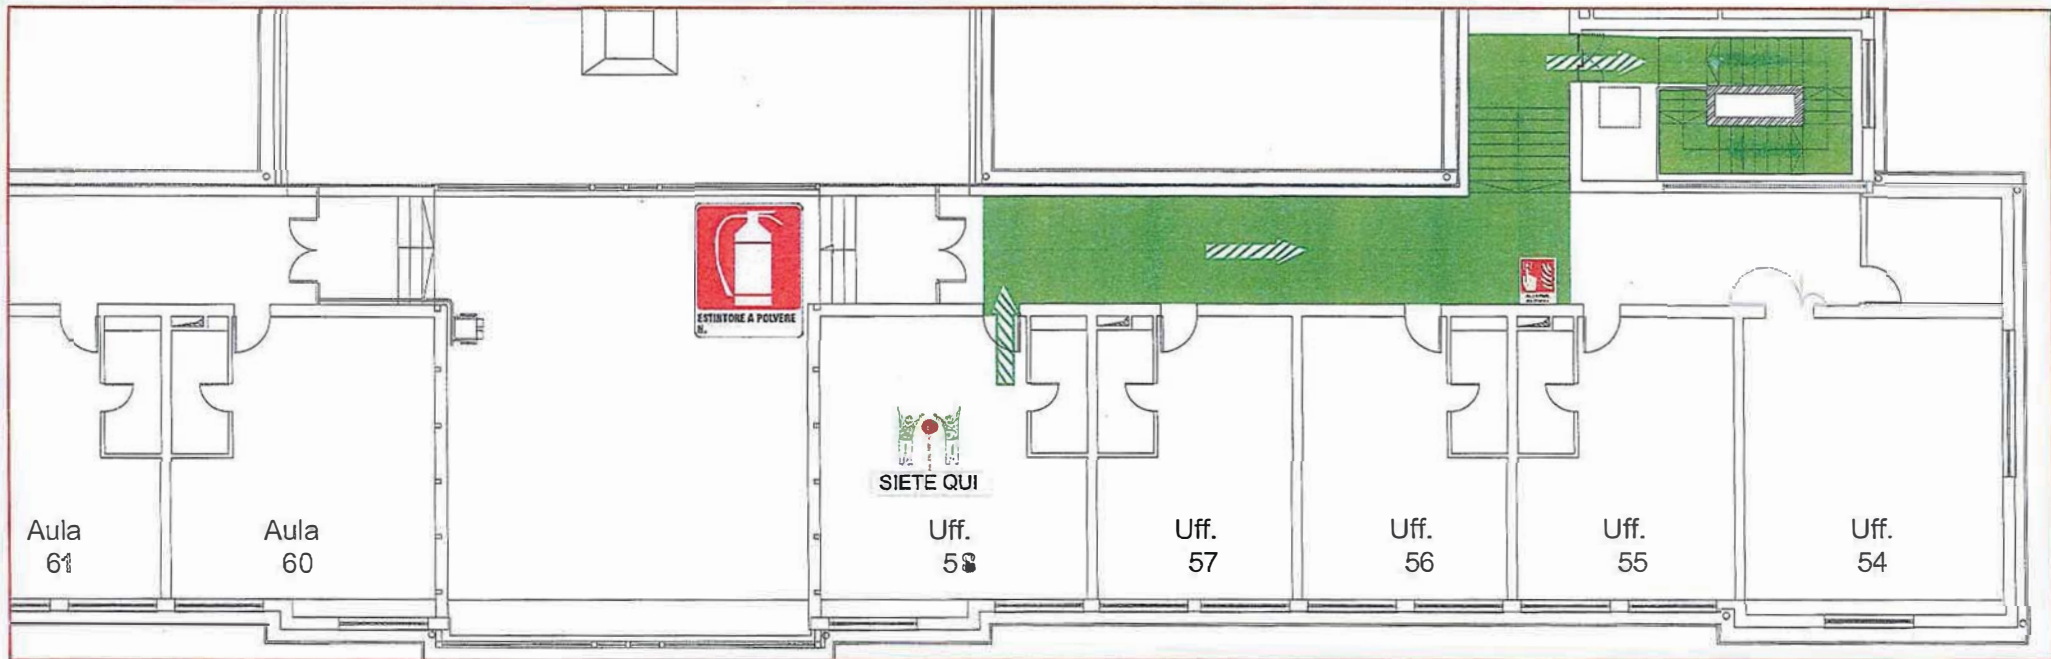 ESTINTORE A POLVERE
N.
SIETE QUI
Aula
61
Aula
60
Uff.
58
Uff.
57
Uff.
56
Uff.
55
Uff.
54